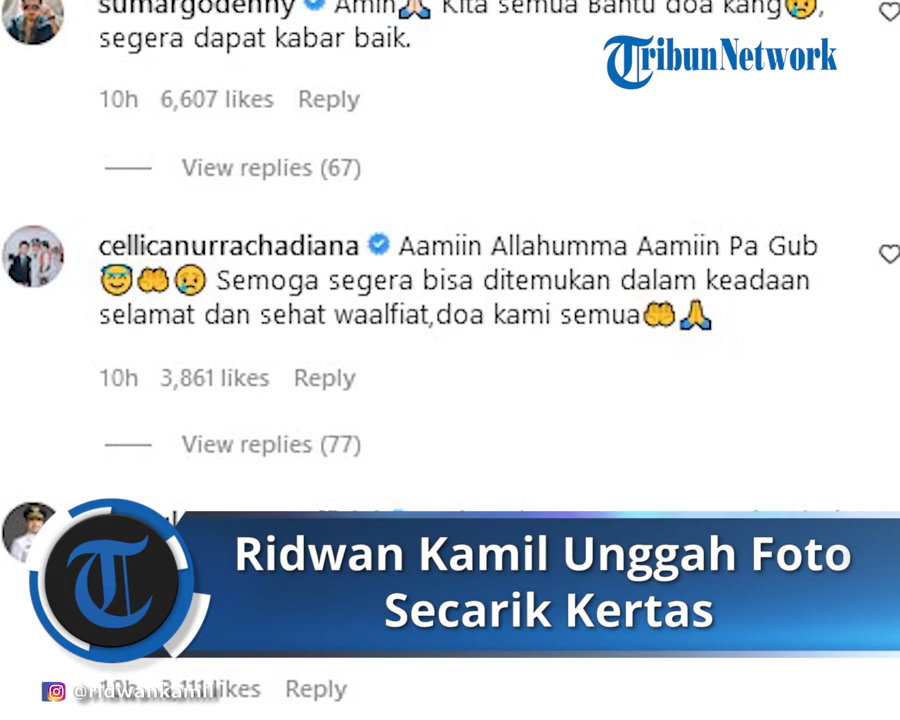 sumargodenny Amin🙏 Kita semua Bantu doa kang😢,
segera dapat kabar baik.
TribunNetwork
10h 6,607 likes Reply
View replies (67)
cellicanurrachadiana Aamiin Allahumma Aamiin Pa Gub
😇🤲😢 Semoga segera bisa ditemukan dalam keadaan
selamat dan sehat waalfiat,doa kami semua🤲🙏
10h 3,861 likes Reply
View replies (77)
Ridwan Kamil Unggah Foto
Secarik Kertas
@ridwankamil
likes Reply